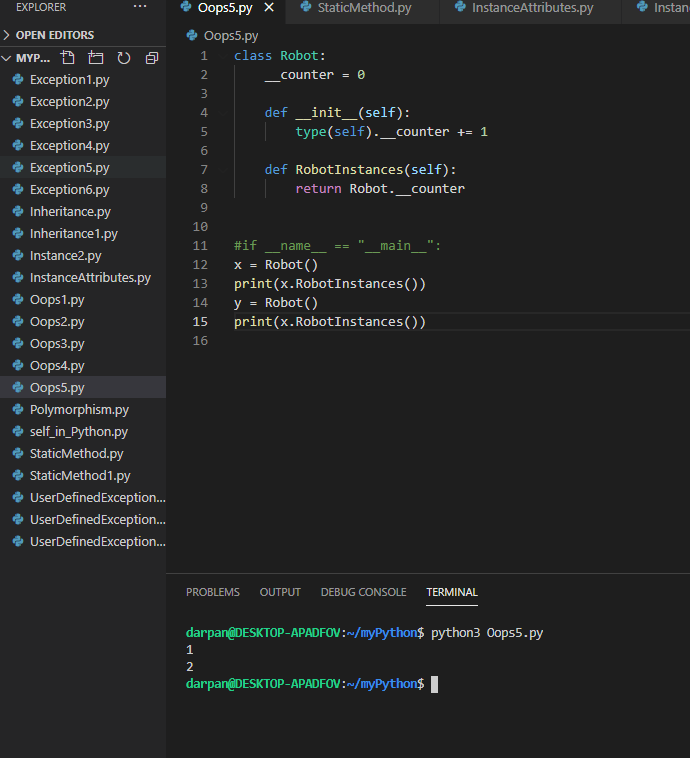 EXPLORER ···
OPEN EDITORS
MYP...
Exception1.py
Exception2.py
Exception3.py
Exception4.py
Exception5.py
Exception6.py
Inheritance.py
Inheritance1.py
Instance2.py
InstanceAttributes.py
Oops1.py
Oops2.py
Oops3.py
Oops4.py
Oops5.py
Polymorphism.py
self_in_Python.py
StaticMethod.py
StaticMethod1.py
UserDefinedException...
UserDefinedException...
UserDefinedException...
Oops5.py StaticMethod.py InstanceAttributes.py Instan
Oops5.py
1 class Robot:
2     __counter = 0
3
4     def __init__(self):
5         type(self).__counter += 1
6
7     def RobotInstances(self):
8         return Robot.__counter
9
10
11 #if __name__ == "__main__":
12 x = Robot()
13 print(x.RobotInstances())
14 y = Robot()
15 print(x.RobotInstances())
16
PROBLEMS OUTPUT DEBUG CONSOLE TERMINAL
darpan@DESKTOP-APADFOV:~/myPython$ python3 Oops5.py
1
2
darpan@DESKTOP-APADFOV:~/myPython$